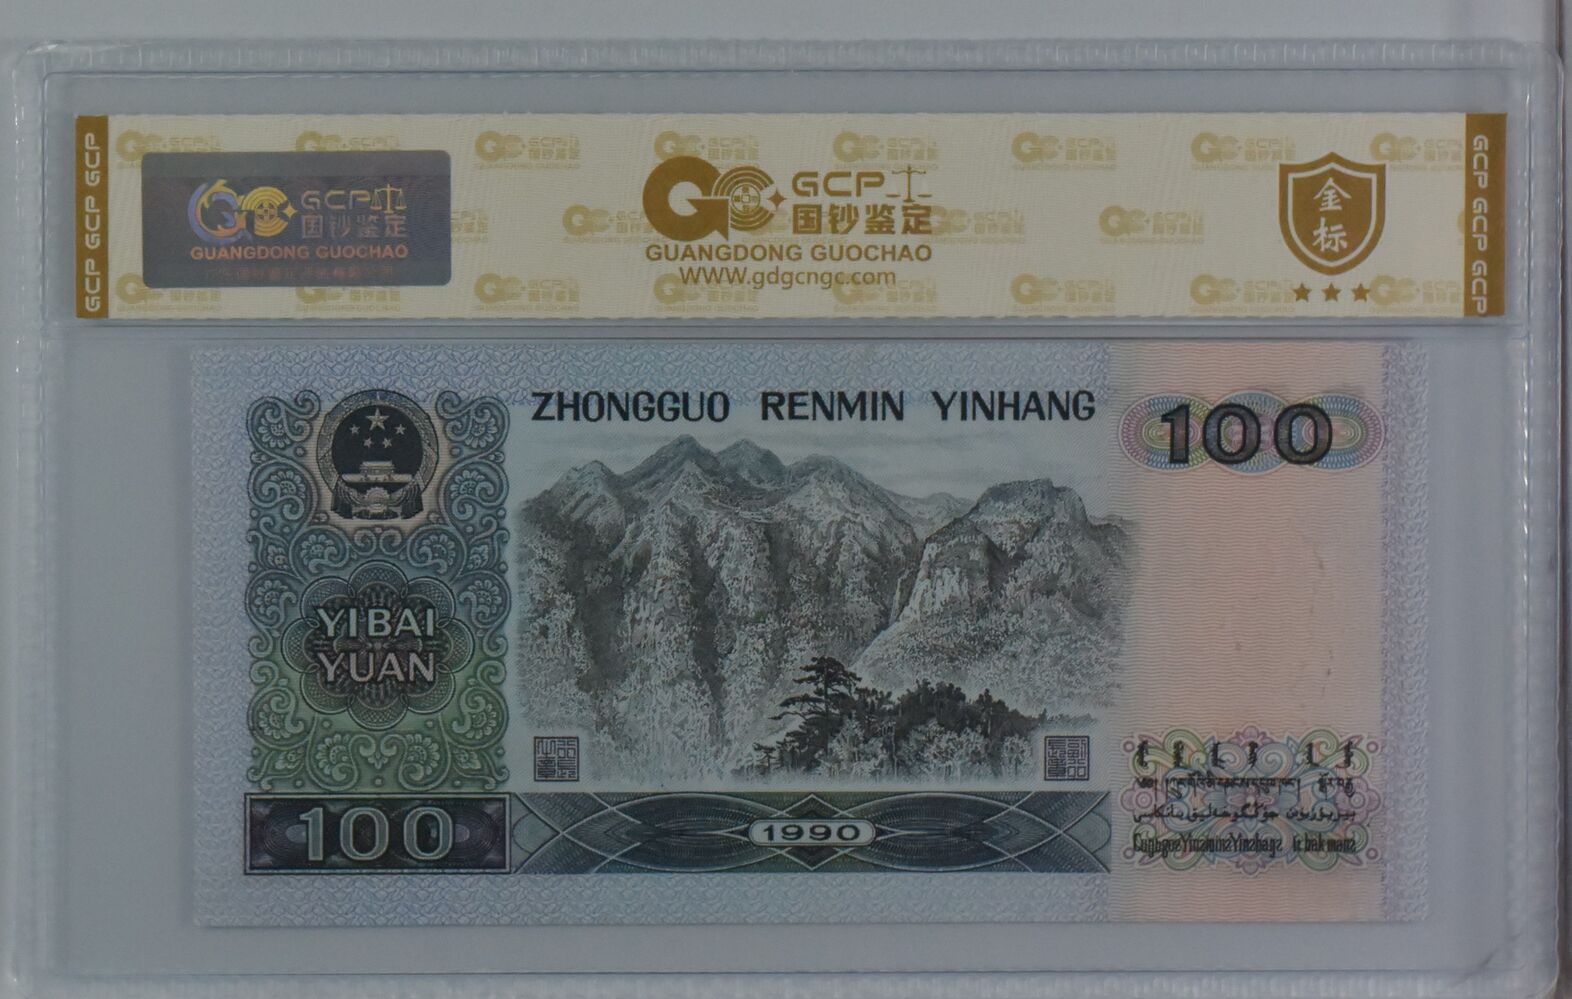 GCP GCP GCP
GCP
国钞鉴定
GUANGDONG GUOCHAO
GCP
国钞鉴定
GUANGDONG GUOCHAO
WWW.gdgcngc.com
金
标
GCP GCP GCP
ZHONGGUO RENMIN YINHANG
100
YIBAI
YUAN
100
1990